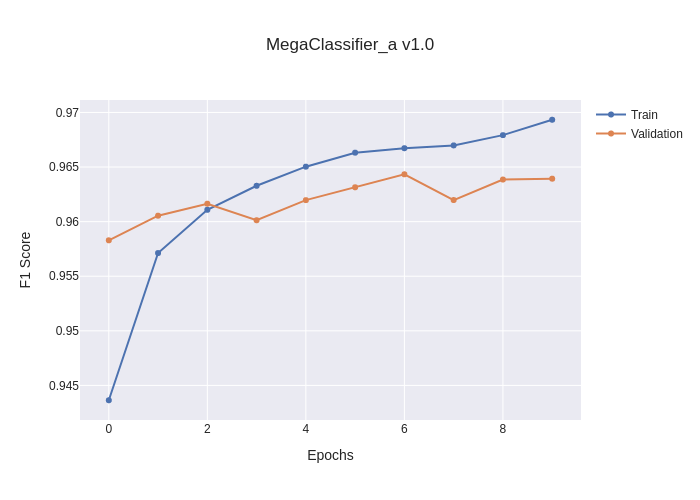 MegaClassifier_a v1.0
Train
Validation
F1 Score
0.97
0.965
0.96
0.955
0.95
0.945
0 2 4 6 8
Epochs